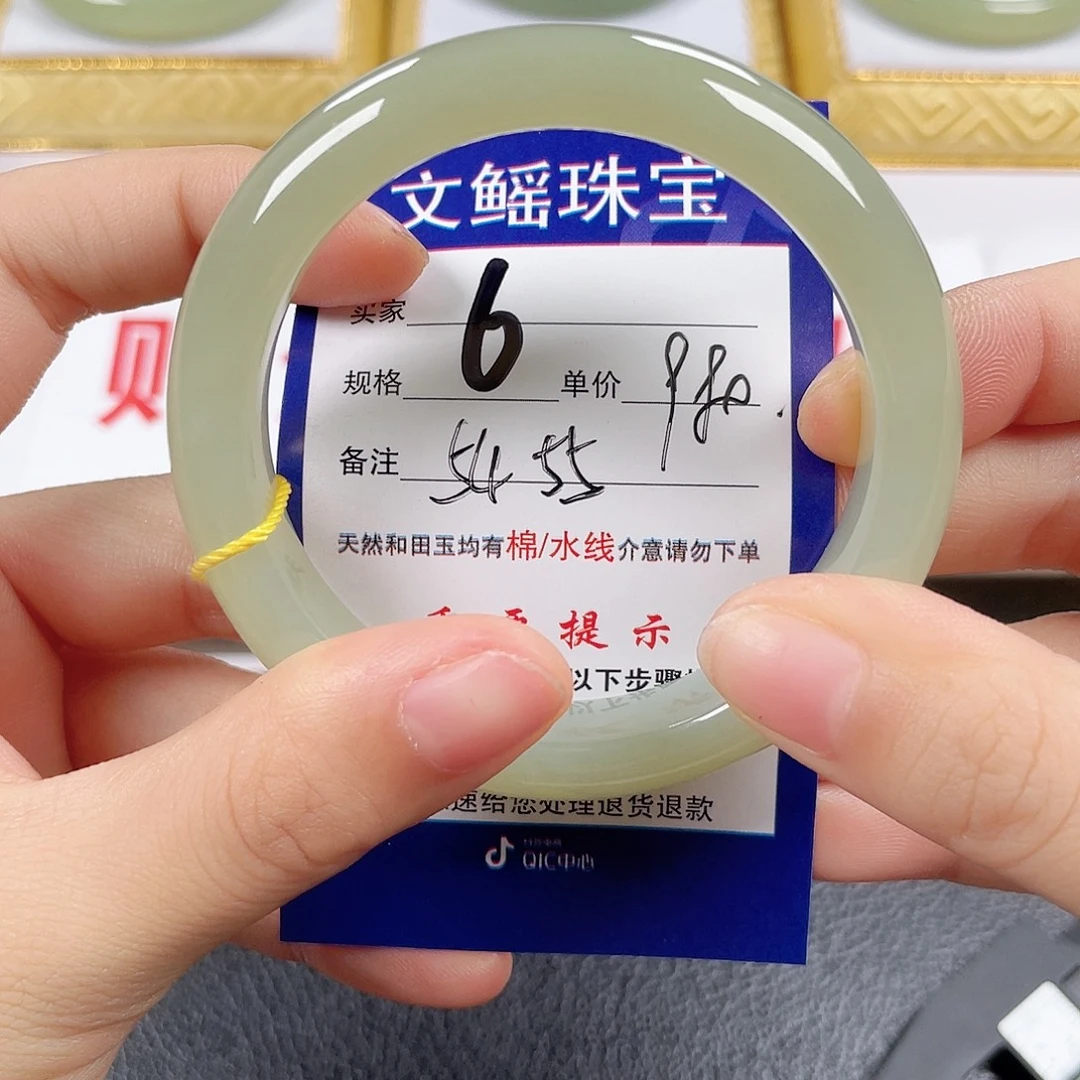 文鳐珠宝
买家
6
规格 单价 980
备注 54 55
天然和田玉均有棉/水线介意请勿下单
提示
以下步骤
速给您处理退货退款
QIC中心